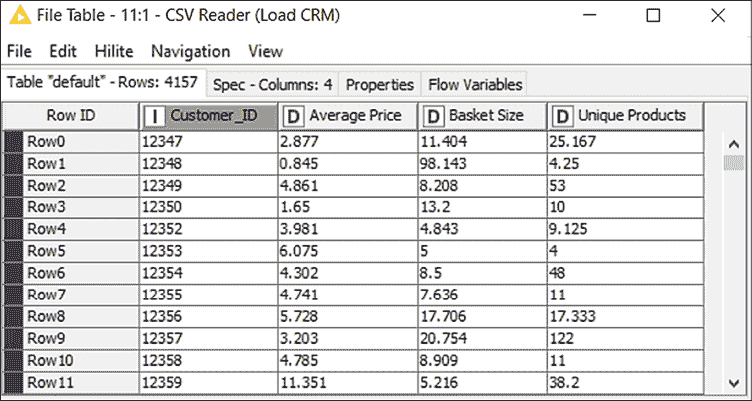 File Table - 11:1 - CSV Reader (Load CRM)
File Edit Hilite Navigation View
Table "default" - Rows: 4157 Spec - Columns: 4 Properties Flow Variables
Row ID I Customer_ID D Average Price D Basket Size D Unique Products
Row0 12347 2.877 11.404 25.167
Row1 12348 0.845 98.143 4.25
Row2 12349 4.861 8.208 53
Row3 12350 1.65 13.2 10
Row4 12352 3.981 4.843 9.125
Row5 12353 6.075 5 4
Row6 12354 4.302 8.5 48
Row7 12355 4.741 7.636 11
Row8 12356 5.728 17.706 17.333
Row9 12357 3.203 20.754 122
Row10 12358 4.785 8.909 11
Row11 12359 11.351 5.216 38.2